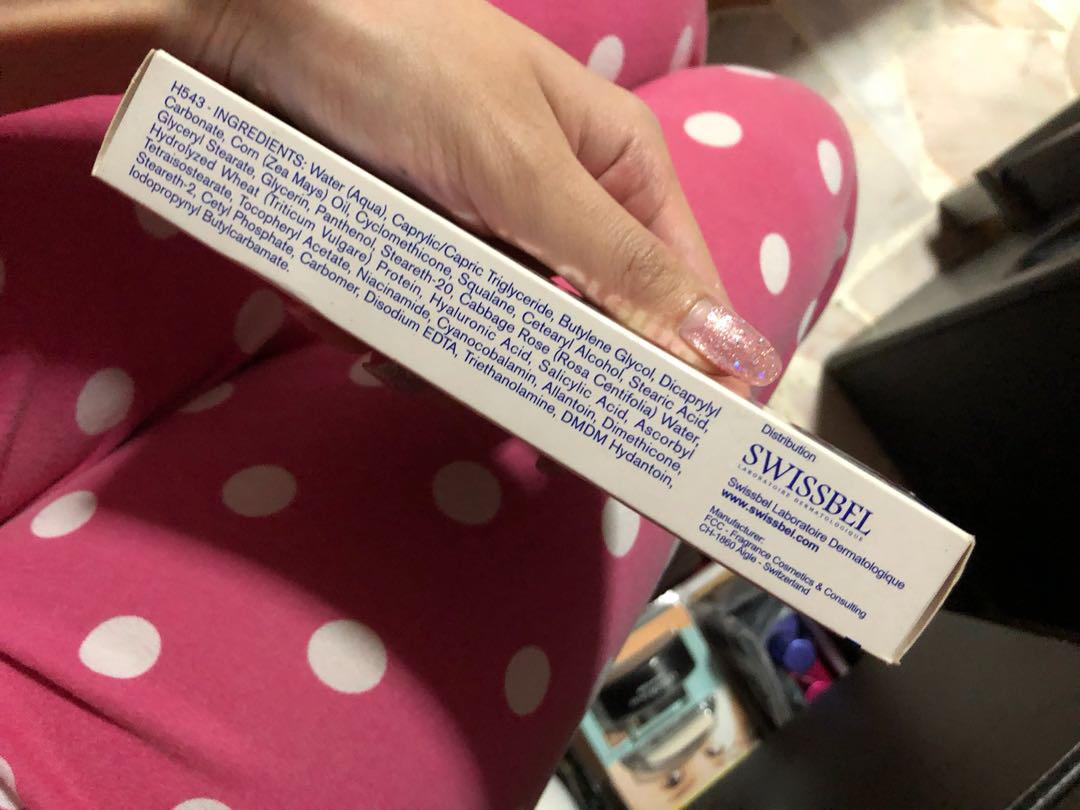 H543 - INGREDIENTS: Water (Aqua), Caprylic/Capric Triglyceride, Butylene Glycol, Dicaprylyl
Carbonate, Corn (Zea Mays) Oil, Cyclomethicone, Squalane, Cetearyl Alcohol, Stearic Acid,
Glyceryl Stearate, Glycerin, Panthenol, Steareth-20, Cabbage Rose (Rosa Centifolia) Water,
Hydrolyzed Wheat (Triticum Vulgare) Protein, Hyaluronic Acid, Salicylic Acid, Ascorbyl
Tetraisostearate, Tocopheryl Acetate, Niacinamide, Cyanocobalamin, Allantoin, Dimethicone,
Steareth-2, Cetyl Phosphate, Carbomer, Disodium EDTA, Triethanolamine, DMDM Hydantoin,
Iodopropynyl Butylcarbamate.
Distribution
SWISSBEL
LABORATOIRE DERMATOLOGIQUE
Swissbel Laboratoire Dermatologique
www.swissbel.com
Manufacturer:
FCC - Fragrance Cosmetics & Consulting
CH-1860 Aigle - Switzerland